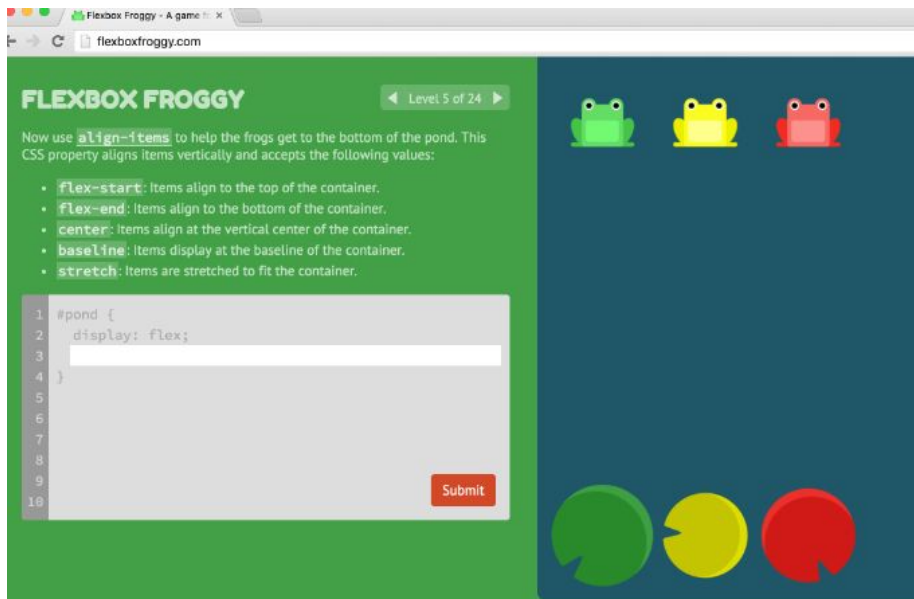 Flexbox Froggy - A game
flexboxfroggy.com
FLEXBOX FROGGY
Level 5 of 24
Now use align-items to help the frogs get to the bottom of the pond. This
CSS property aligns items vertically and accepts the following values:
• flex-start: Items align to the top of the container.
• flex-end: Items align to the bottom of the container.
• center: Items align at the vertical center of the container.
• baseline: Items display at the baseline of the container.
• stretch: Items are stretched to fit the container.
1 #pond {
2 display: flex;
3
4 }
5
6
7
8
9
10
Submit